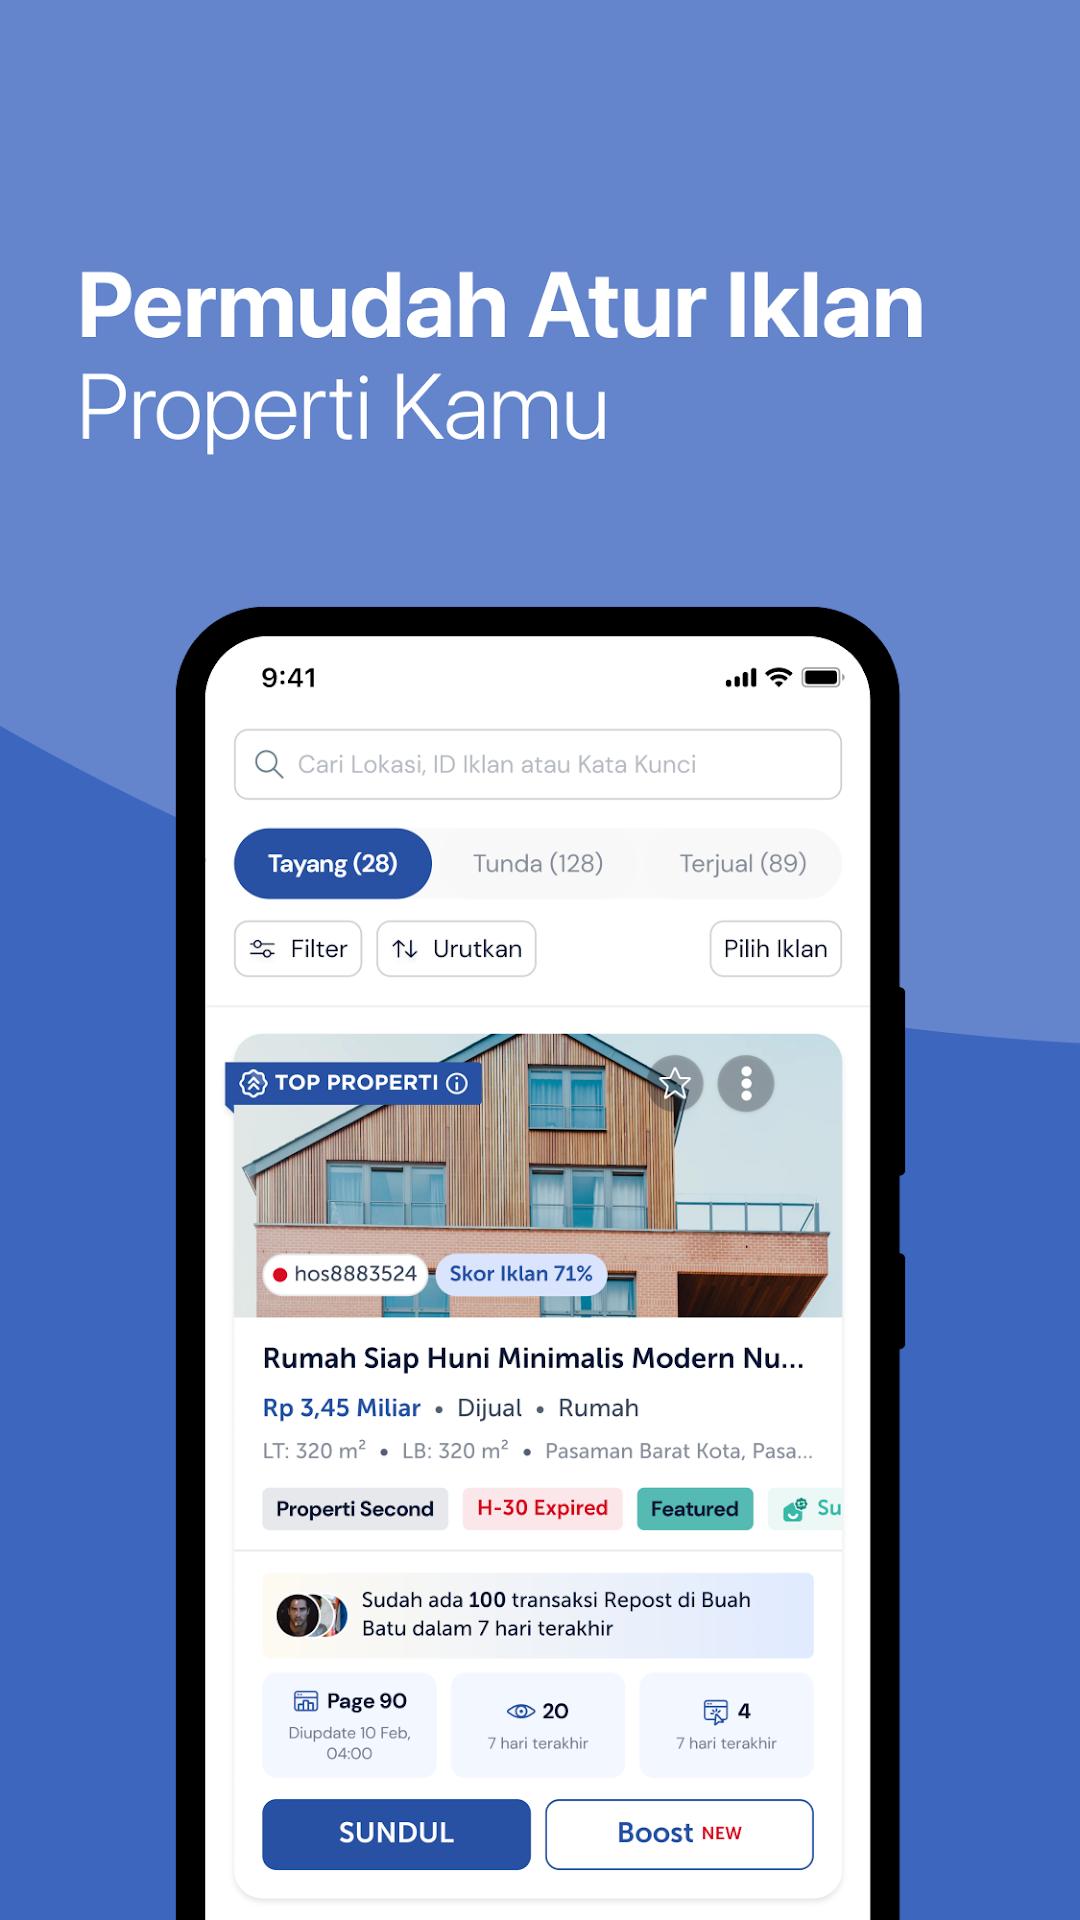 Permudah Atur Iklan
Properti Kamu
9:41
Cari Lokasi, ID Iklan atau Kata Kunci
Tayang (28) Tunda (128) Terjual (89)
Filter Urutkan Pilih Iklan
TOP PROPERTI
hos8883524 Skor Iklan 71%
Rumah Siap Huni Minimalis Modern Nu...
Rp 3,45 Miliar • Dijual • Rumah
LT: 320 m² • LB: 320 m² • Pasaman Barat Kota, Pasa...
Properti Second H-30 Expired Featured Su
Sudah ada 100 transaksi Repost di Buah
Batu dalam 7 hari terakhir
Page 90 20 4
Diupdate 10 Feb, 7 hari terakhir 7 hari terakhir
04:00
SUNDUL Boost NEW